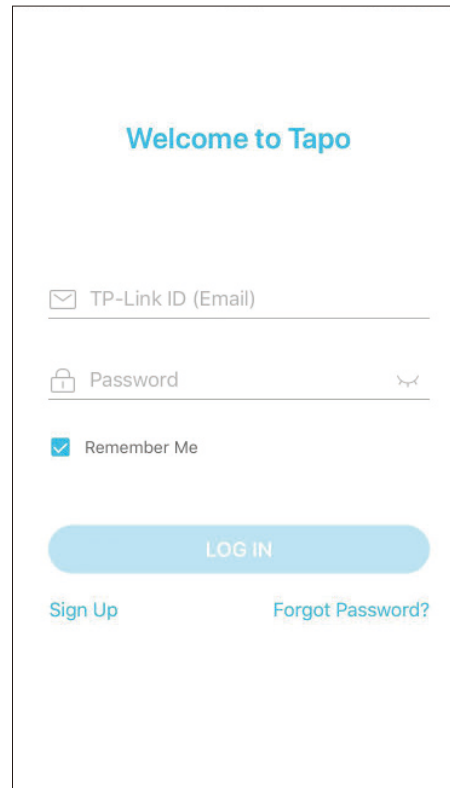 Welcome to Tapo
TP-Link ID (Email)
Password
Remember Me
LOG IN
Sign Up
Forgot Password?